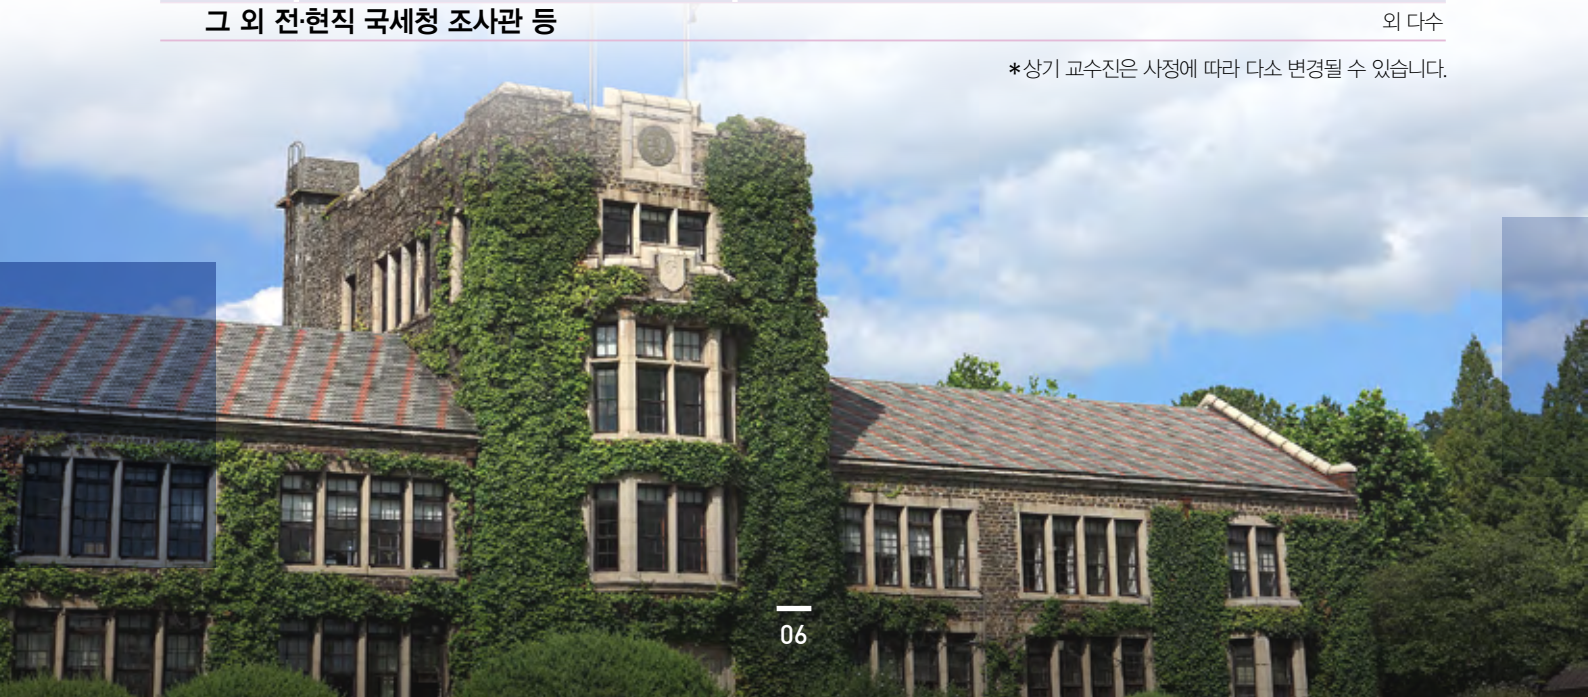 그 외 전·현직 국세청 조사관 등 외 다수
*상기 교수진은 사정에 따라 다소 변경될 수 있습니다.
06